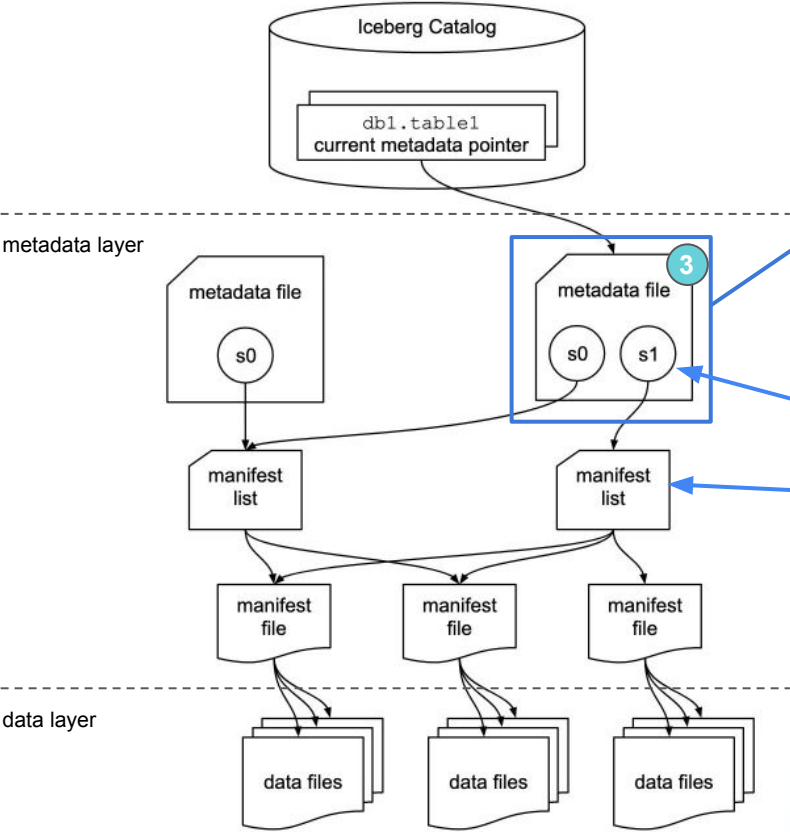 Iceberg Catalog
db1.table1
current metadata pointer
metadata layer
3
metadata file
metadata file
s0
s0
s1
manifest
list
manifest
list
manifest
file
manifest
file
manifest
file
data layer
data files
data files
data files